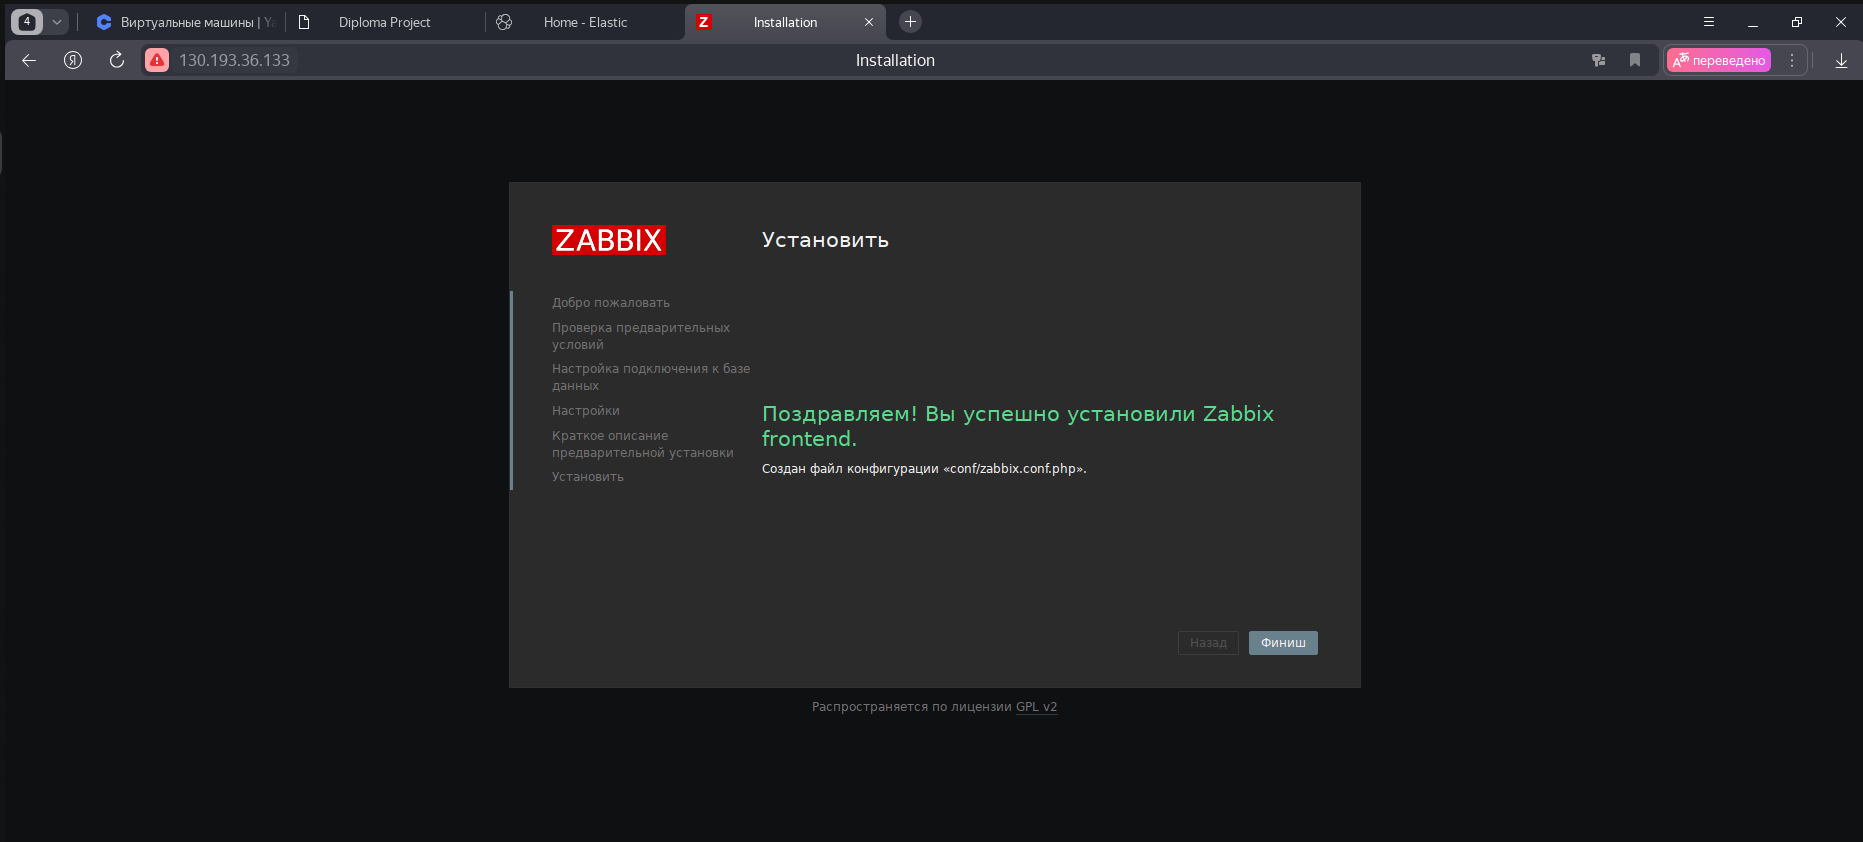 4
Виртуальные машины | Ya
Diploma Project
Home - Elastic
Z
Installation
Я
130.193.36.133
Installation
переведено
ZABBIX
Установить
Добро пожаловать
Проверка предварительных
условий
Настройка подключения к базе
данных
Настройки
Краткое описание
предварительной установки
Установить
Поздравляем! Вы успешно установили Zabbix
frontend.
Создан файл конфигурации «conf/zabbix.conf.php».
Назад
Финиш
Распространяется по лицензии GPL v2